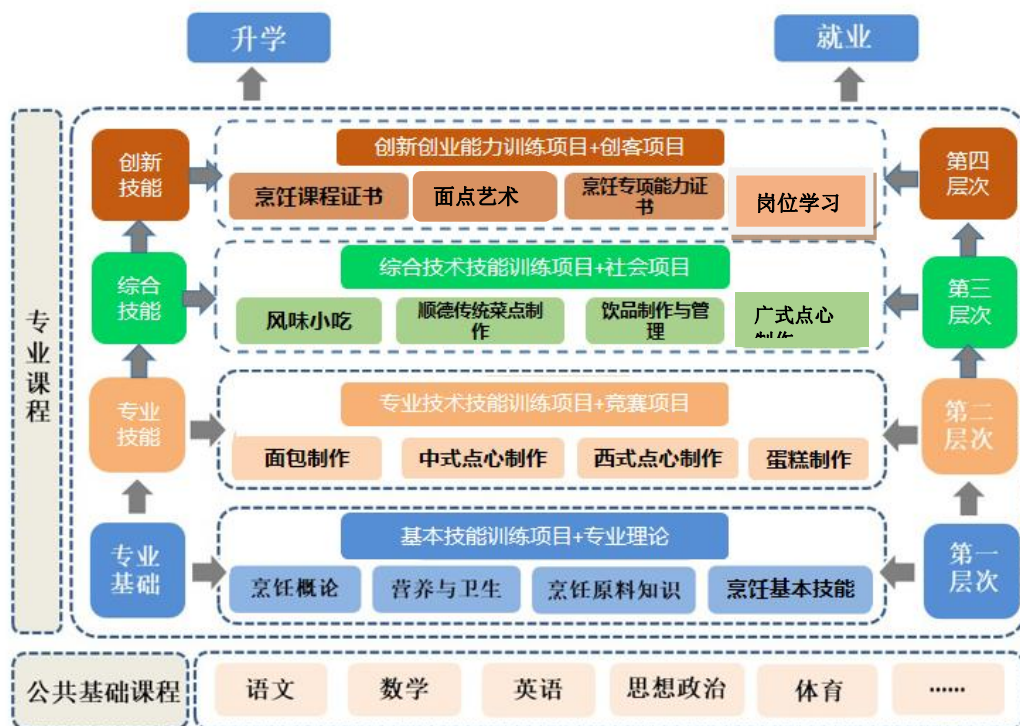 升学
就业
专业课程
创新
技能
创新创业能力训练项目+创客项目
烹饪课程证书
面点艺术
烹饪专项能力证
书
岗位学习
第四
层次
综合
技能
综合技术技能训练项目+社会项目
风味小吃
顺德传统菜点制
作
饮品制作与管
理
广式点心
制作
第三
层次
专业
技能
专业技术技能训练项目+竞赛项目
面包制作
中式点心制作
西式点心制作
蛋糕制作
第二
层次
专业
基础
基本技能训练项目+专业理论
烹饪概论
营养与卫生
烹饪原料知识
烹饪基本技能
第一
层次
公共基础课程
语文
数学
英语
思想政治
体育
······